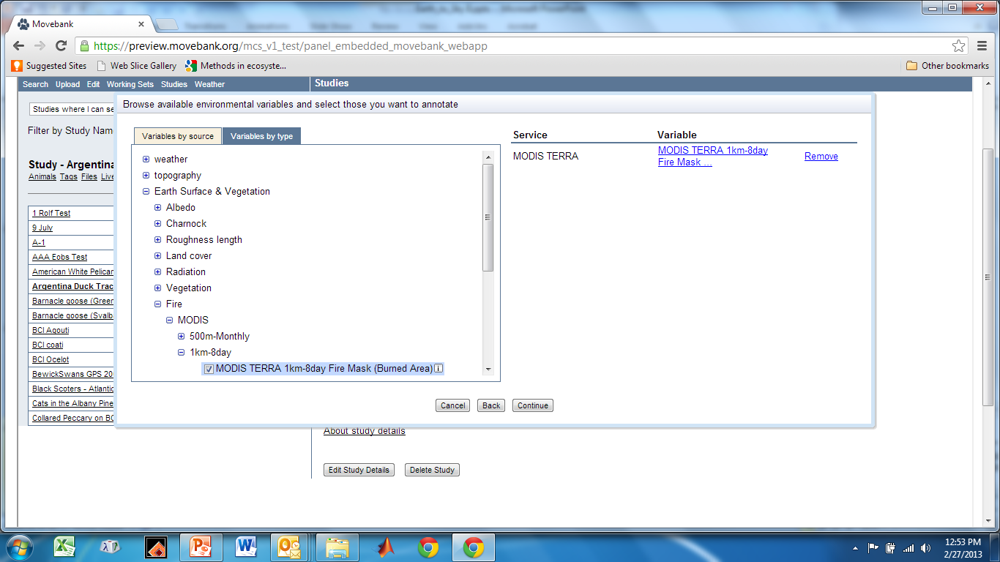 Movebank
https://preview.movebank.org/mcs_v1_test/panel_embedded_movebank_webapp
Suggested Sites Web Slice Gallery Methods in ecosyste... Other bookmarks
Search Upload Edit Working Sets Studies Weather
Studies
Studies where I can se
Filter by Study Nam
Study - Argentina
Animals Tags Files Live
1 Rolf Test
9 July
A-1
AAA Eobs Test
American White Pelican
Argentina Duck Trac
Barnacle goose (Green
Barnacle goose (Svalb
BCI Agouti
BCI coati
BCI Ocelot
BewickSwans GPS 20
Black Scoters - Atlantic
Cats in the Albany Pine
Collared Peccary on BC
Browse available environmental variables and select those you want to annotate
Variables by source Variables by type
weather
topography
Earth Surface & Vegetation
Albedo
Charnock
Roughness length
Land cover
Radiation
Vegetation
Fire
MODIS
500m-Monthly
1km-8day
MODIS TERRA 1km-8day Fire Mask (Burned Area) i
Service Variable
MODIS TERRA MODIS TERRA 1km-8day
Fire Mask ... Remove
Cancel Back Continue
About study details
Edit Study Details Delete Study
12:53 PM
2/27/2013